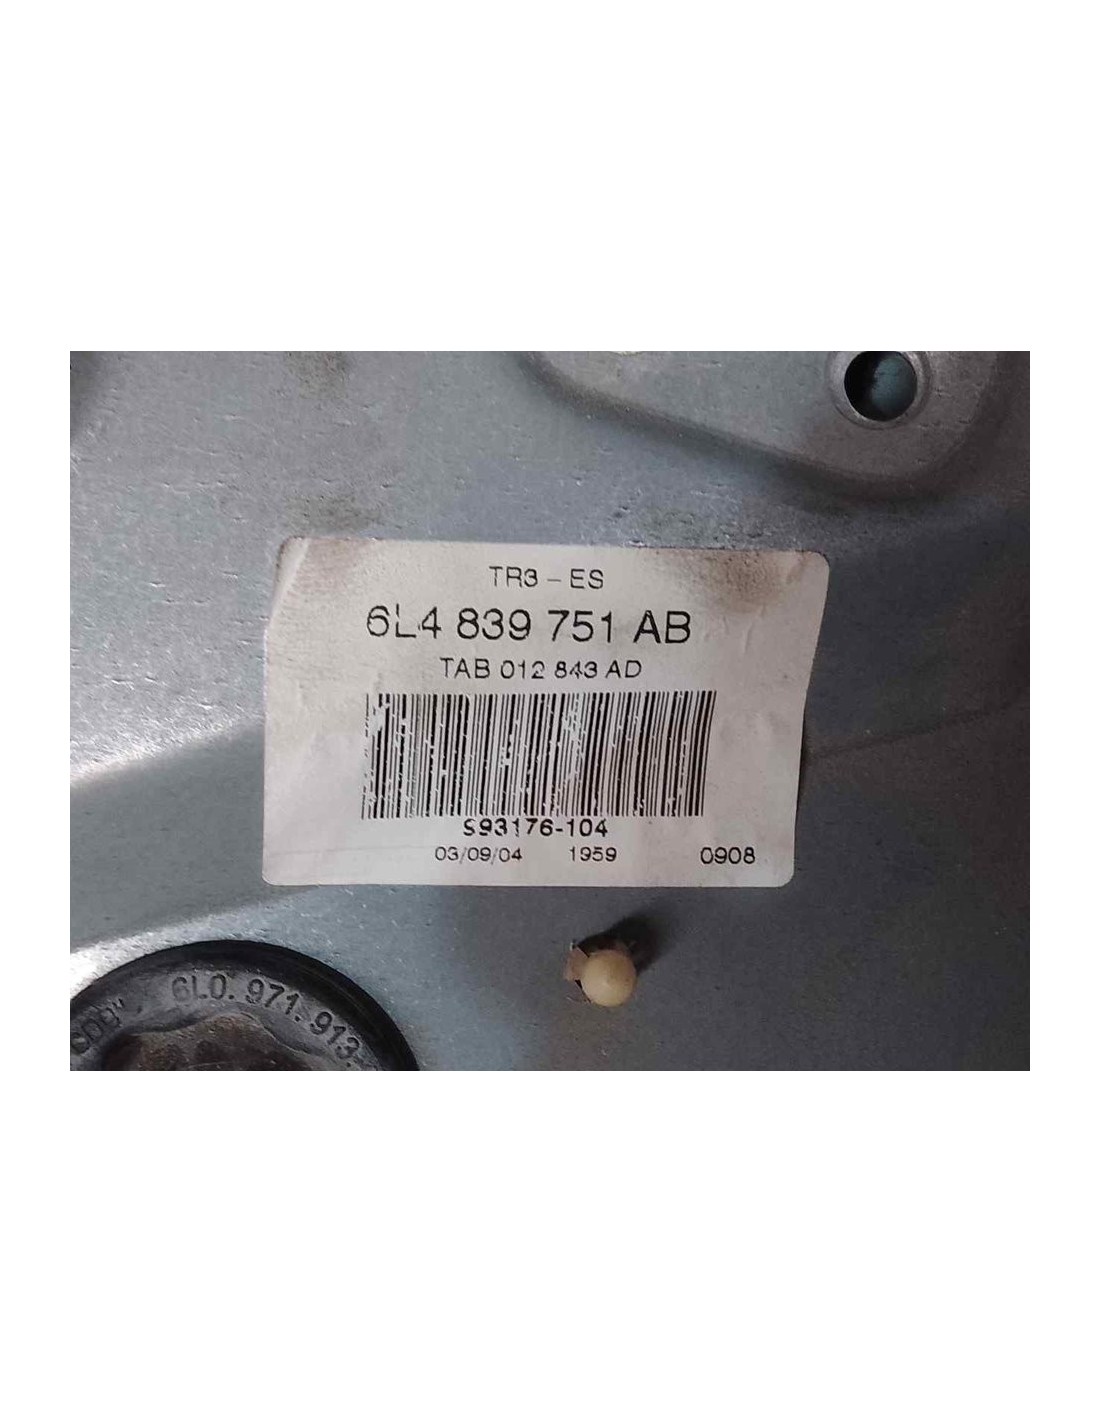 TR3 - ES
6L4 839 751 AB
TAB 012 843 AD
S93176-104
03/09/04 1959 0908
6L0. 971. 913.